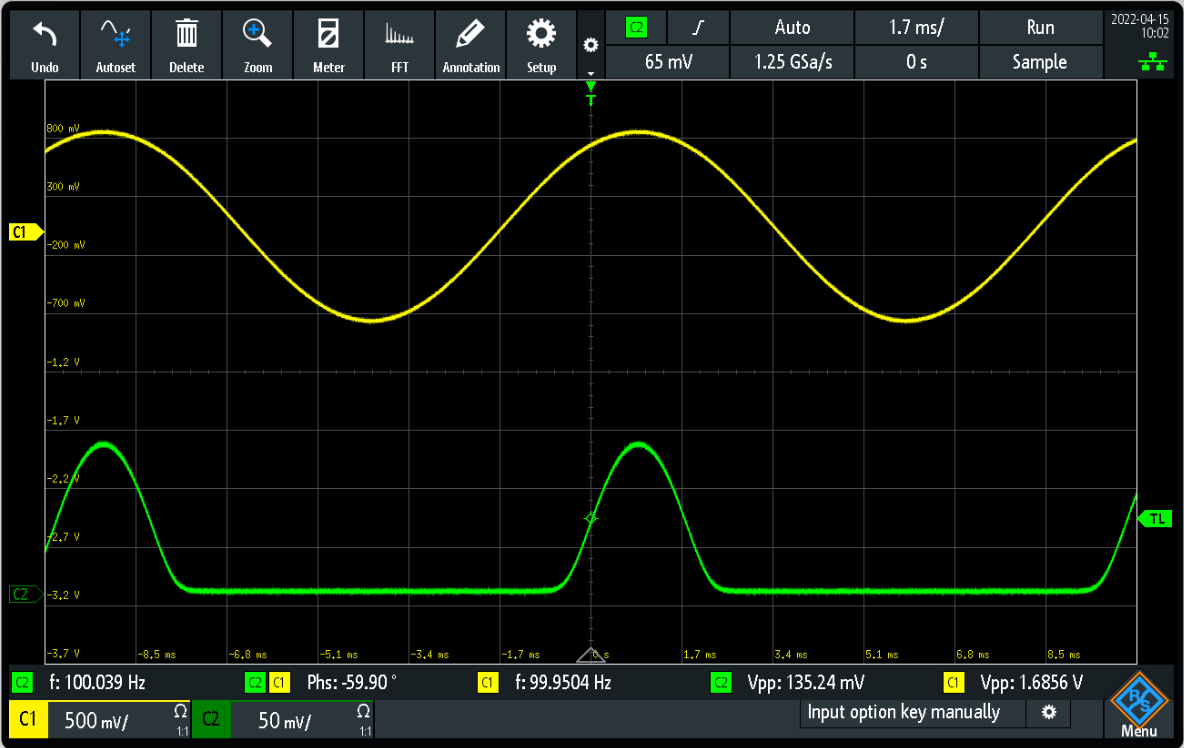 Undo Autoset Delete Zoom Meter FFT Annotation Setup
C2 Auto 1.7 ms/ Run
65 mV 1.25 GSa/s 0 s Sample
2022-04-15
10:02
T
800 mV
300 mV
C1
-200 mV
-700 mV
-1.2 V
-1.7 V
-2.2 V
TL
-2.7 V
C2 -3.2 V
-3.7 V -8.5 ms -6.8 ms -5.1 ms -3.4 ms -1.7 ms 0 s 1.7 ms 3.4 ms 5.1 ms 6.8 ms 8.5 ms
C2 f: 100.039 Hz C2 C1 Phs: -59.90 ° C1 f: 99.9504 Hz C2 Vpp: 135.24 mV C1 Vpp: 1.6856 V
C1 500 mV/ Ω 1:1 C2 50 mV/ Ω 1:1 Input option key manually
R S
Menu